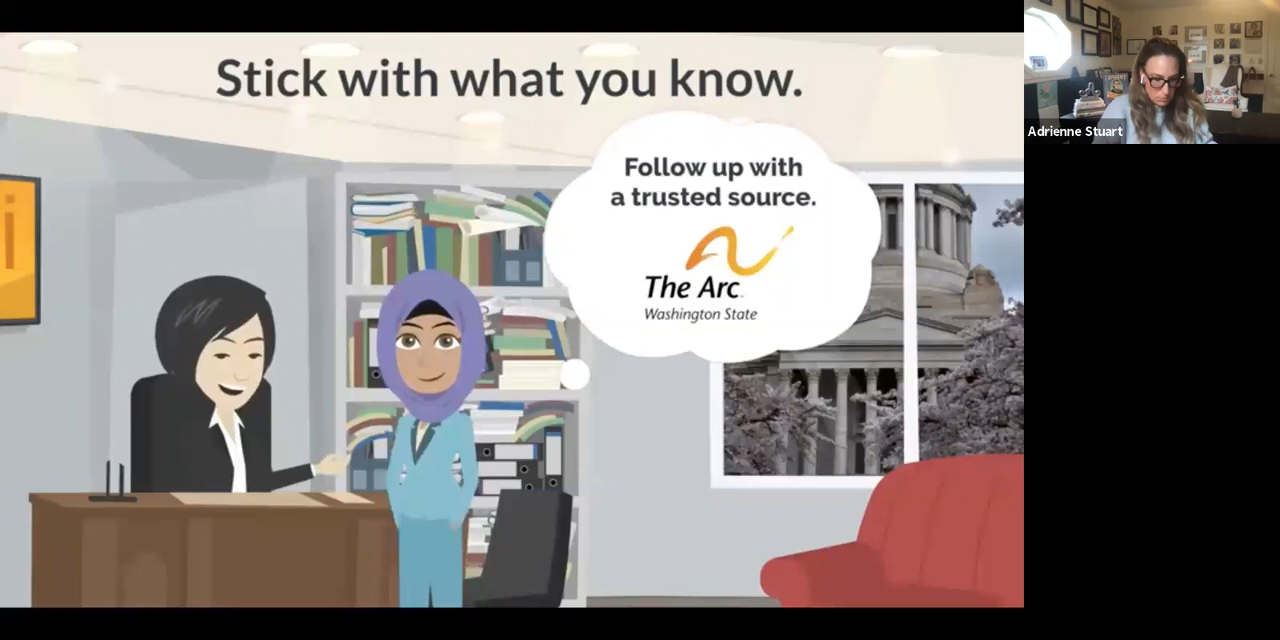 Stick with what you know.
Follow up with
a trusted source.
The Arc
Washington State
i
Adrienne Stuart